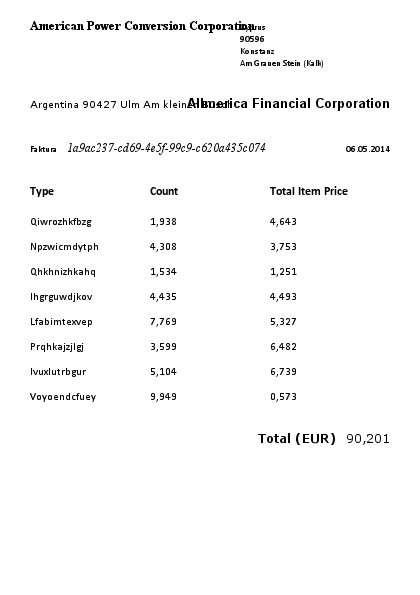 American Power Conversion Corporation
90596
Konstanz
Am Grauen Stein (Kalk)
Argentina 90427 Ulm Am kleinen
Allmerica Financial Corporation
Faktura 1a9ac237-cd69-4e5f-99c9-c620a435c074 06.05.2014
Type Count Total Item Price
Qiwrozhkfbzg 1,938 4,643
Npzwicmdytph 4,308 3,753
Qhkhnizhkahq 1,534 1,251
Ihgrguwdjkov 4,435 4,493
Lfabimtexvep 7,769 5,327
Prqhkajzjlgj 3,599 6,482
Ivuxlutrbgur 5,104 6,739
Voyoendcfuey 9,949 0,573
Total (EUR) 90,201